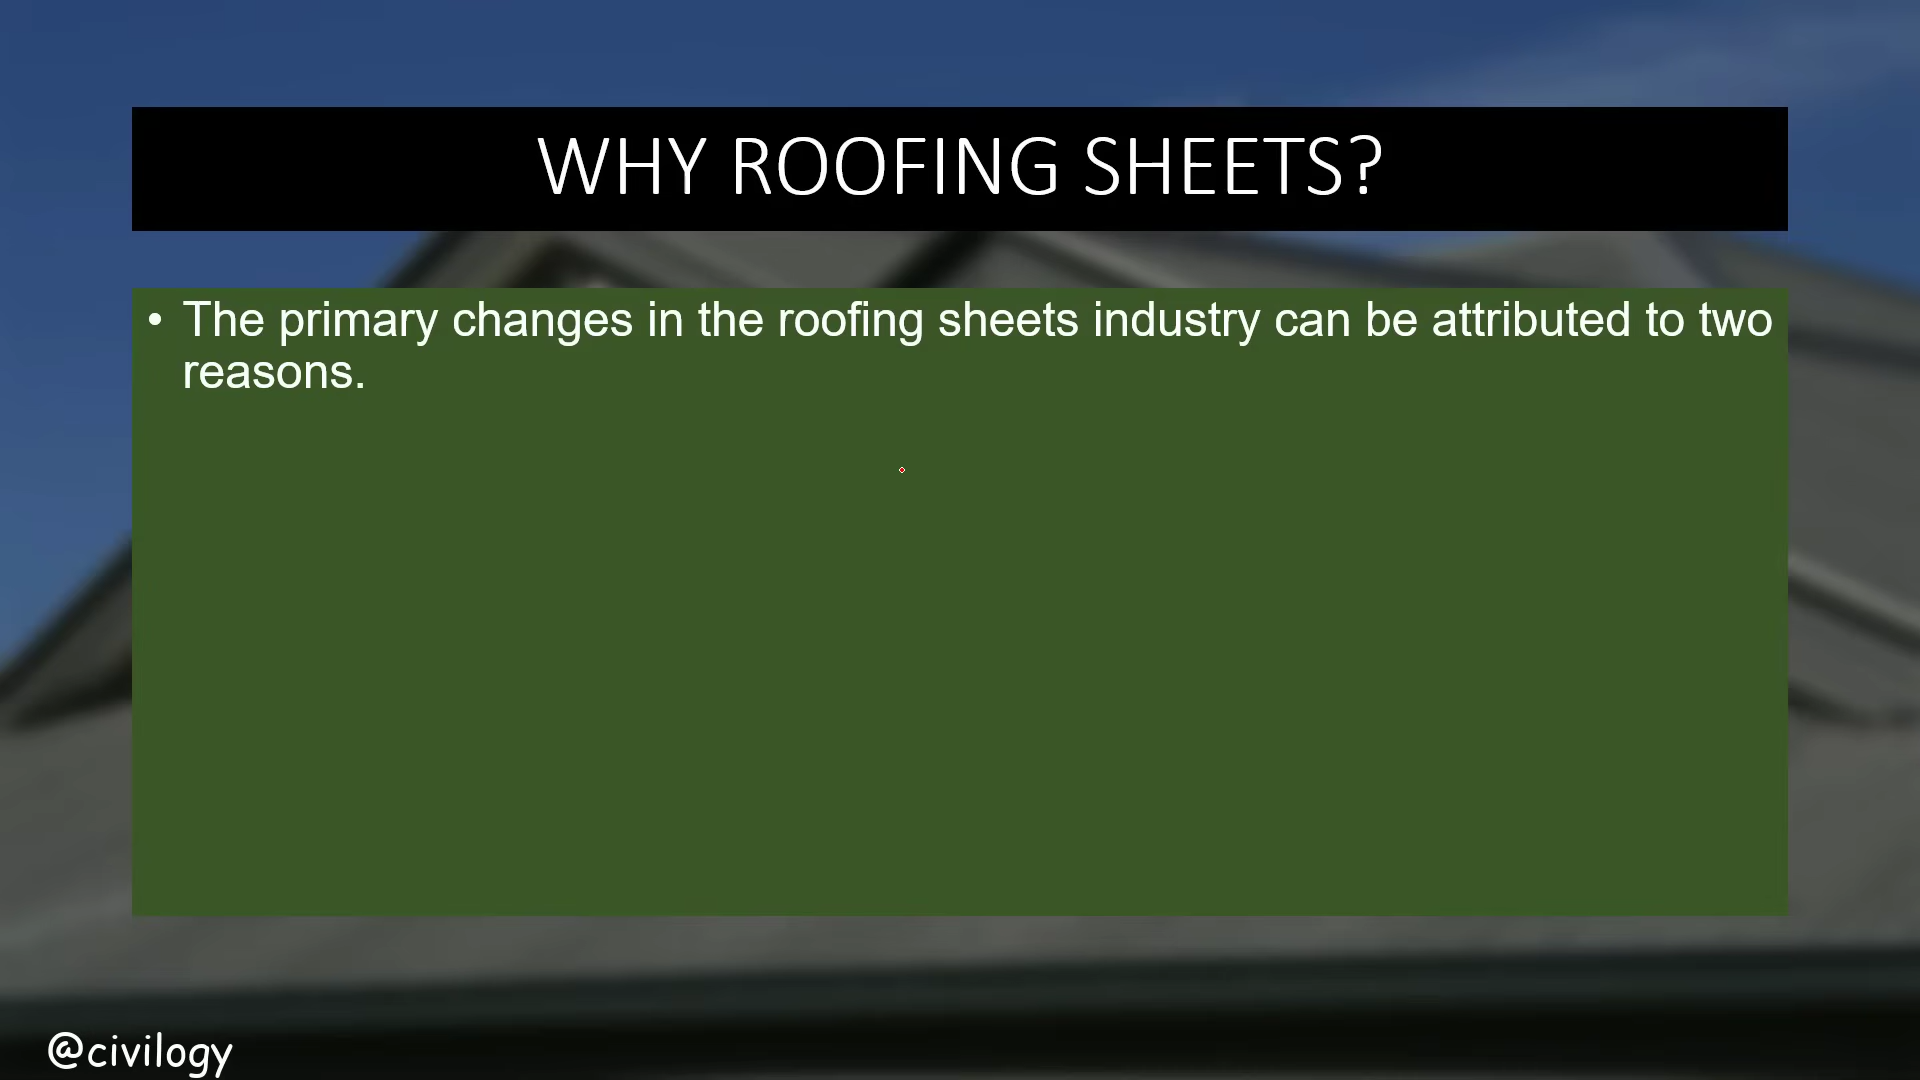 WHY ROOFING SHEETS?
• The primary changes in the roofing sheets industry can be attributed to two
reasons.
@civilogy